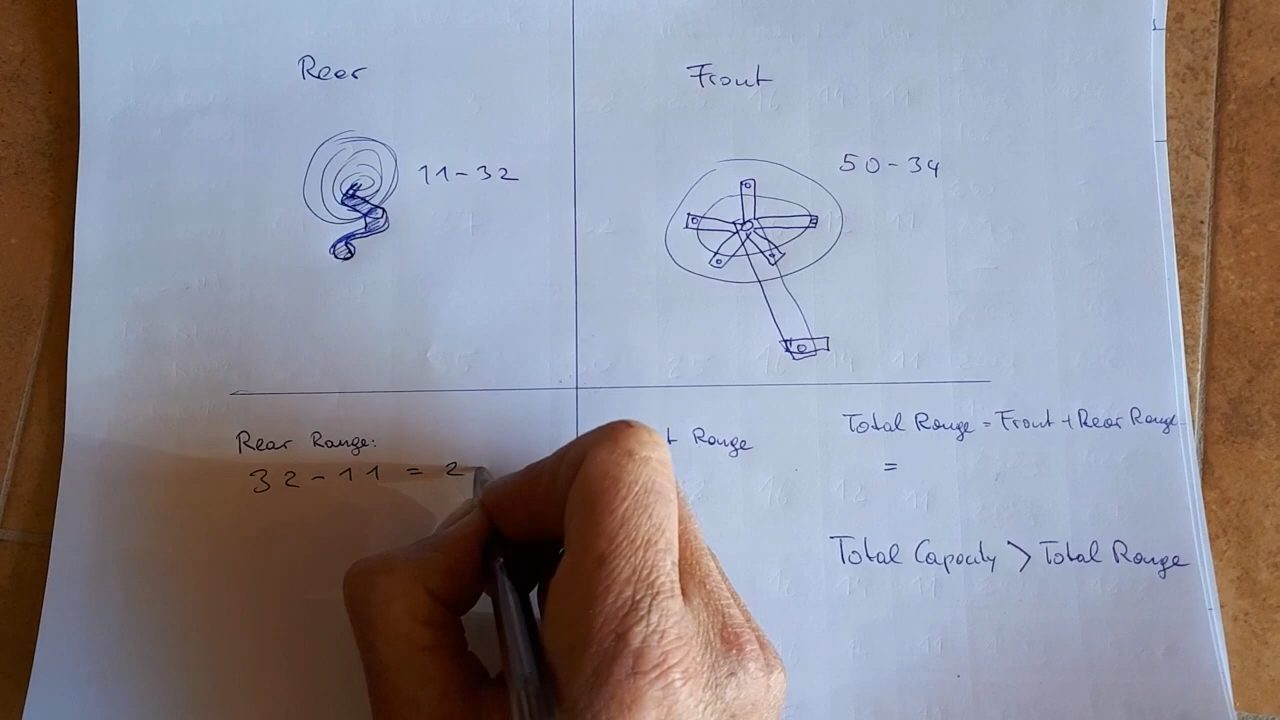 Rear
11-32
Front
50-34
Rear Range:
32-11 = 2
Range
Total Range = Front + Rear Range
=
Total Capacity > Total Range